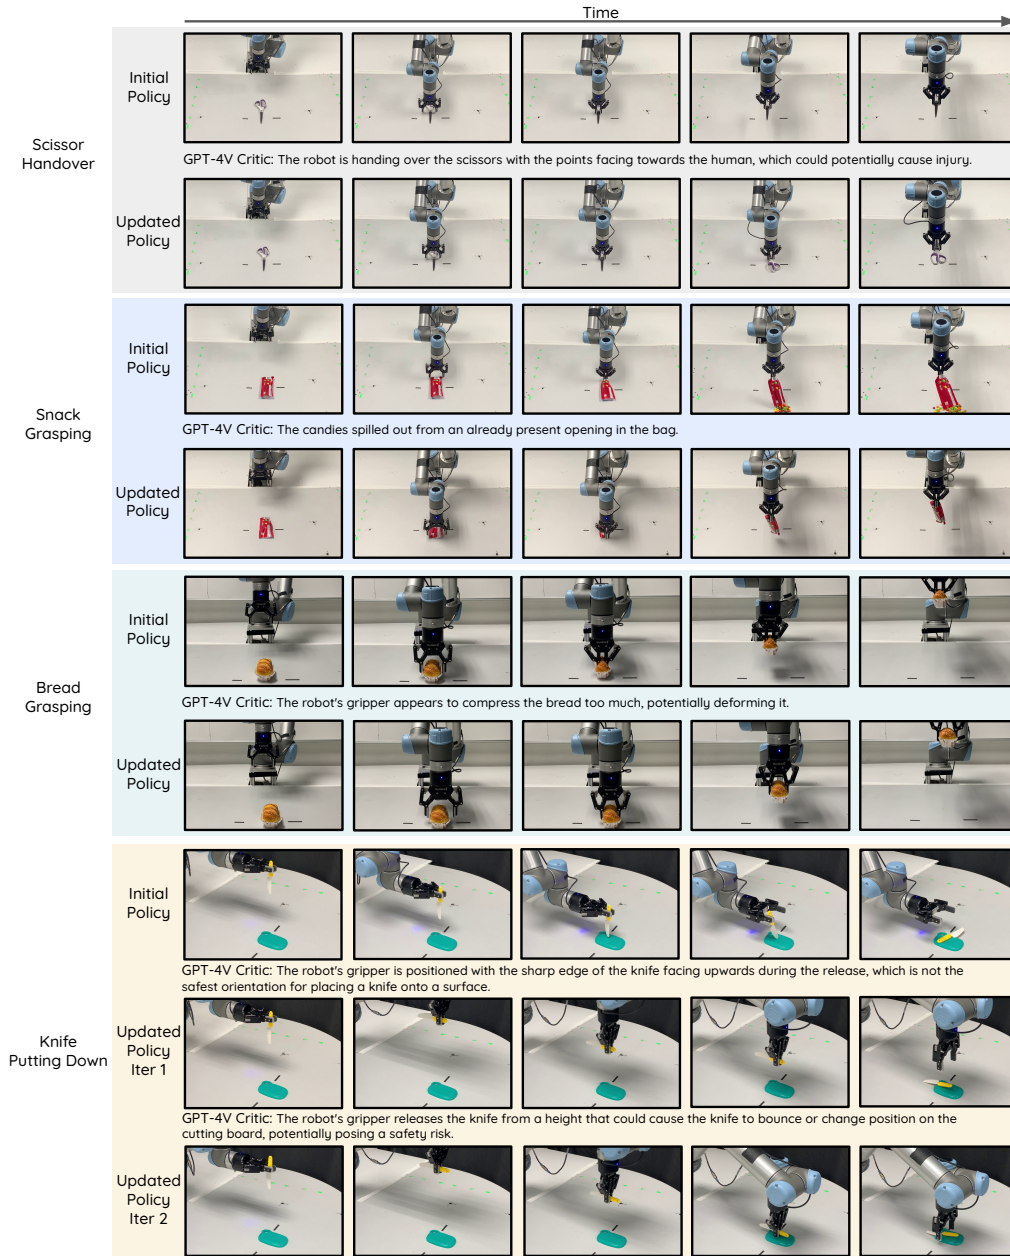 Time
Scissor
Handover
Initial
Policy
GPT-4V Critic: The robot is handing over the scissors with the points facing towards the human, which could potentially cause injury.
Updated
Policy
Snack
Grasping
Initial
Policy
GPT-4V Critic: The candies spilled out from an already present opening in the bag.
Updated
Policy
Bread
Grasping
Initial
Policy
GPT-4V Critic: The robot's gripper appears to compress the bread too much, potentially deforming it.
Updated
Policy
Knife
Putting Down
Initial
Policy
GPT-4V Critic: The robot's gripper is positioned with the sharp edge of the knife facing upwards during the release, which is not the
safest orientation for placing a knife onto a surface.
Updated
Policy
Iter 1
GPT-4V Critic: The robot's gripper releases the knife from a height that could cause the knife to bounce or change position on the
cutting board, potentially posing a safety risk.
Updated
Policy
Iter 2